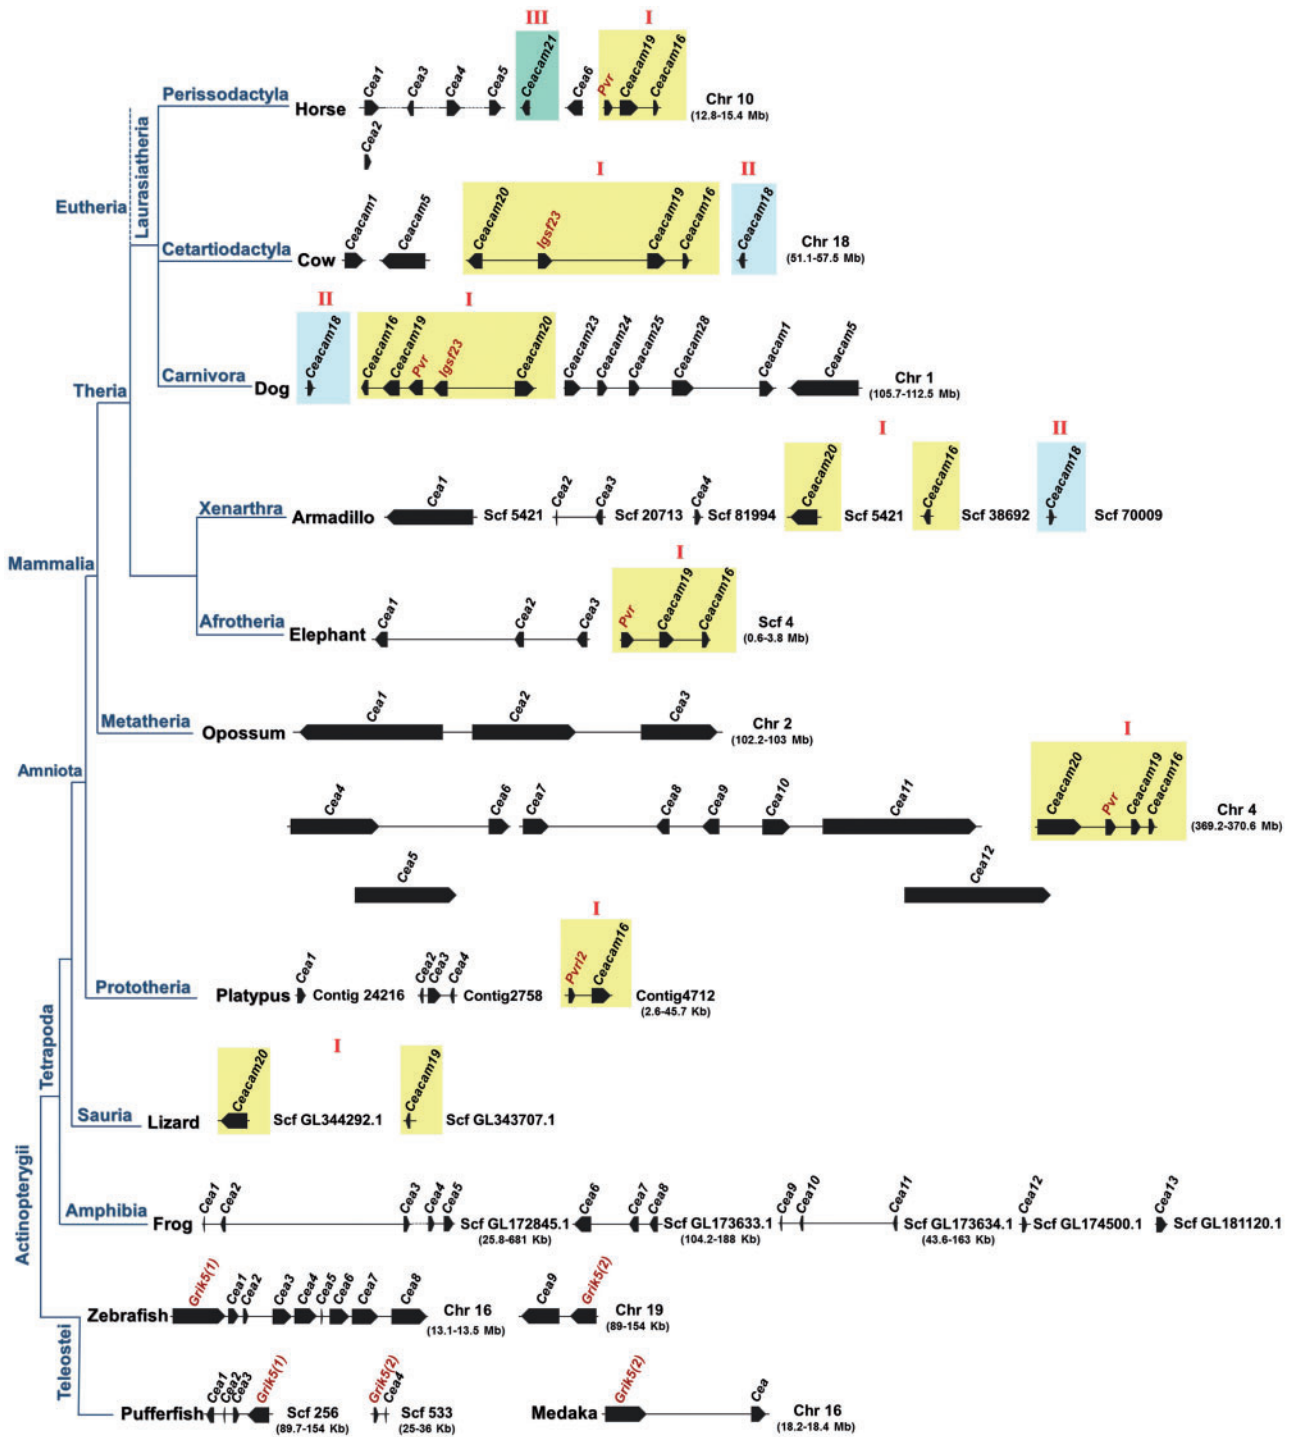 III I
Cea1 Cea3 Cea4 Cea5 Ceacam21 Cea6 Pvr Ceacam19 Ceacam16
Perissodactyla Horse Chr 10
(12.8-15.4 Mb)
Cea2
Laurasiatheria
I II
Eutheria
Ceacam1 Ceacam5 Ceacam20 Igsf23 Ceacam19 Ceacam16 Ceacam18
Cetartiodactyla Cow Chr 18
(51.1-57.5 Mb)
II I
Ceacam18 Ceacam16 Ceacam19 Pvr Igsf23 Ceacam20 Ceacam23 Ceacam24 Ceacam25 Ceacam28 Ceacam1 Ceacam5
Theria Carnivora Dog Chr 1
(105.7-112.5 Mb)
I II
Cea1 Cea2 Cea3 Cea4 Ceacam20 Ceacam16 Ceacam18
Xenarthra Armadillo Scf 5421 Scf 20713 Scf 81994 Scf 5421 Scf 38692 Scf 70009
Mammalia
I
Cea1 Cea2 Cea3 Pvr Ceacam19 Ceacam16
Afrotheria Elephant Scf 4
(0.6-3.8 Mb)
Cea1 Cea2 Cea3
Metatheria Opossum Chr 2
(102.2-103 Mb)
I
Amniota
Cea4 Cea6 Cea7 Cea8 Cea9 Cea10 Cea11 Ceacam20 Pvr Ceacam19 Ceacam16
Chr 4
(369.2-370.6 Mb)
Cea5 Cea12
I
Cea1 Cea2 Cea3 Cea4 Pvrl2 Ceacam16
Prototheria Platypus Contig 24216 Contig2758 Contig4712
(2.6-45.7 Kb)
Tetrapoda
I
Ceacam20 Ceacam19
Sauria Lizard Scf GL344292.1 Scf GL343707.1
Actinopterygii
Cea1 Cea2 Cea3 Cea4 Cea5 Cea6 Cea7 Cea8 Cea9 Cea10 Cea11 Cea12 Cea13
Amphibia Frog Scf GL172845.1 Scf GL173633.1 Scf GL173634.1 Scf GL174500.1 Scf GL181120.1
(25.8-681 Kb) (104.2-188 Kb) (43.6-163 Kb)
Grik5(1) Cea1 Cea2 Cea3 Cea4 Cea5 Cea6 Cea7 Cea8 Cea9 Grik5(2)
Zebrafish Chr 16 Chr 19
(13.1-13.5 Mb) (89-154 Kb)
Teleostei
Cea1 Cea2 Cea3 Grik5(1) Grik5(2) Cea4 Grik5(2) Cea
Pufferfish Scf 256 Scf 533 Medaka Chr 16
(89.7-154 Kb) (25-36 Kb) (18.2-18.4 Mb)